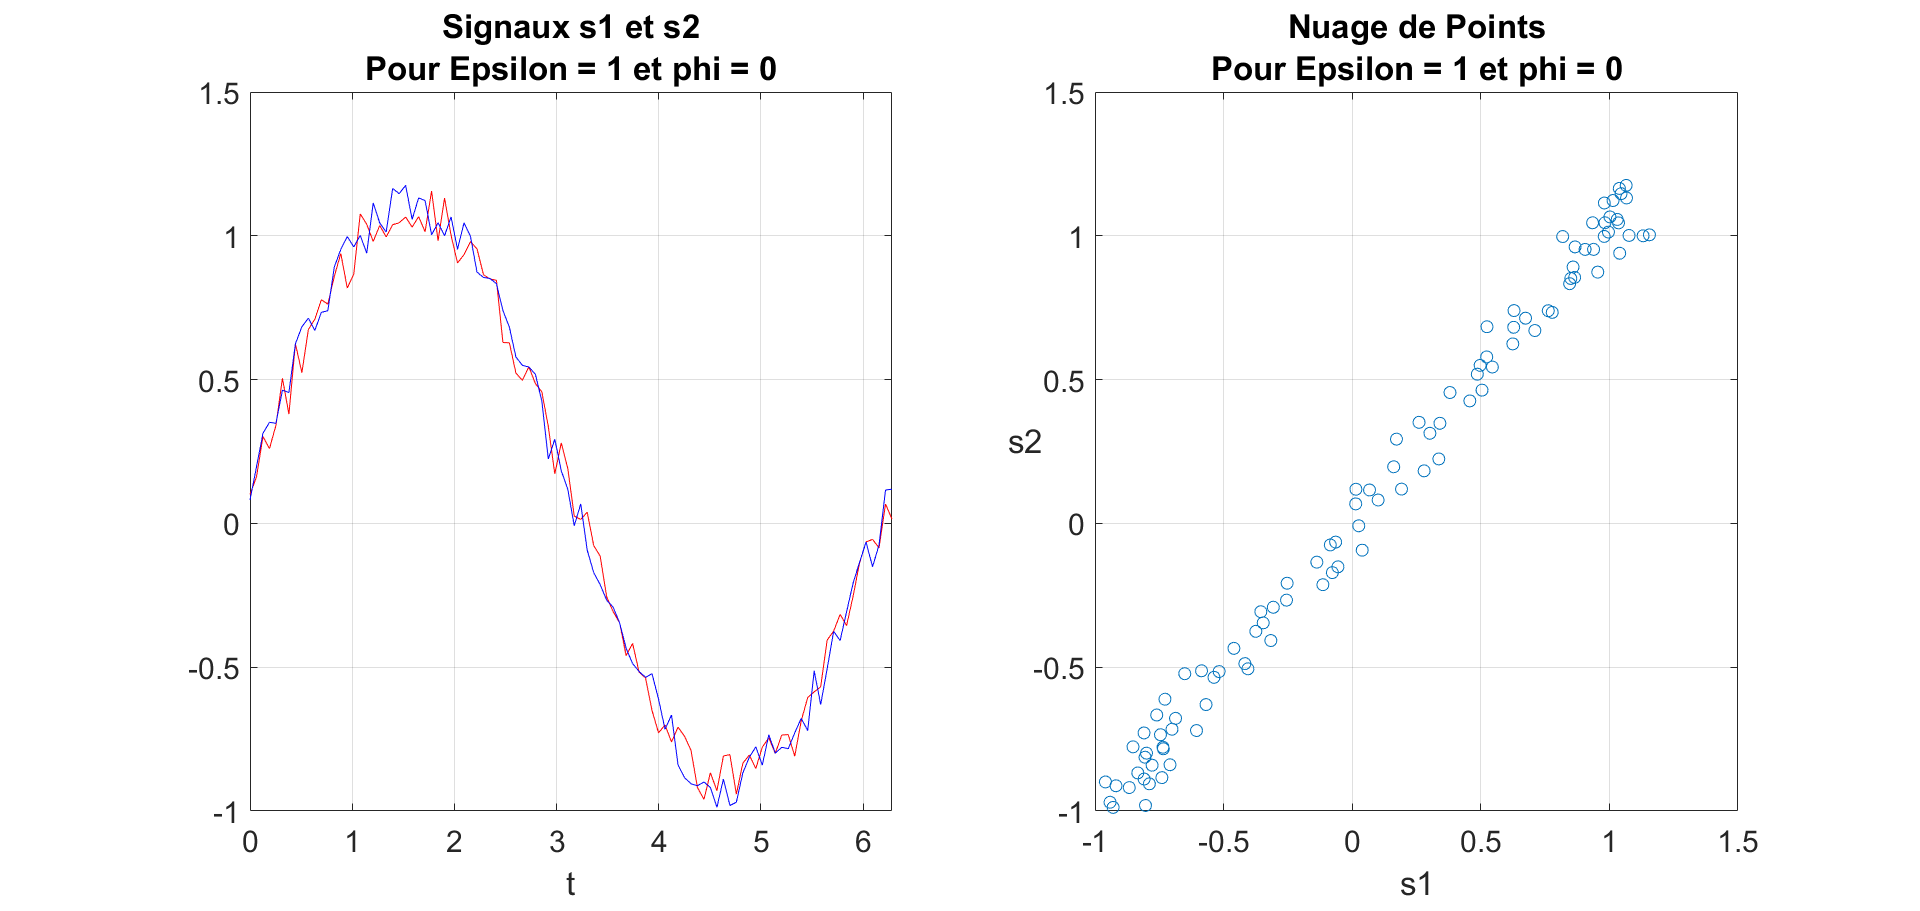 Signaux s1 et s2
Pour Epsilon = 1 et phi = 0
1.5
1
0.5
0
-0.5
-1
0 1 2 3 4 5 6
t
Nuage de Points
Pour Epsilon = 1 et phi = 0
1.5
1
s2
0.5
0
-0.5
-1
-1 -0.5 0 0.5 1 1.5
s1